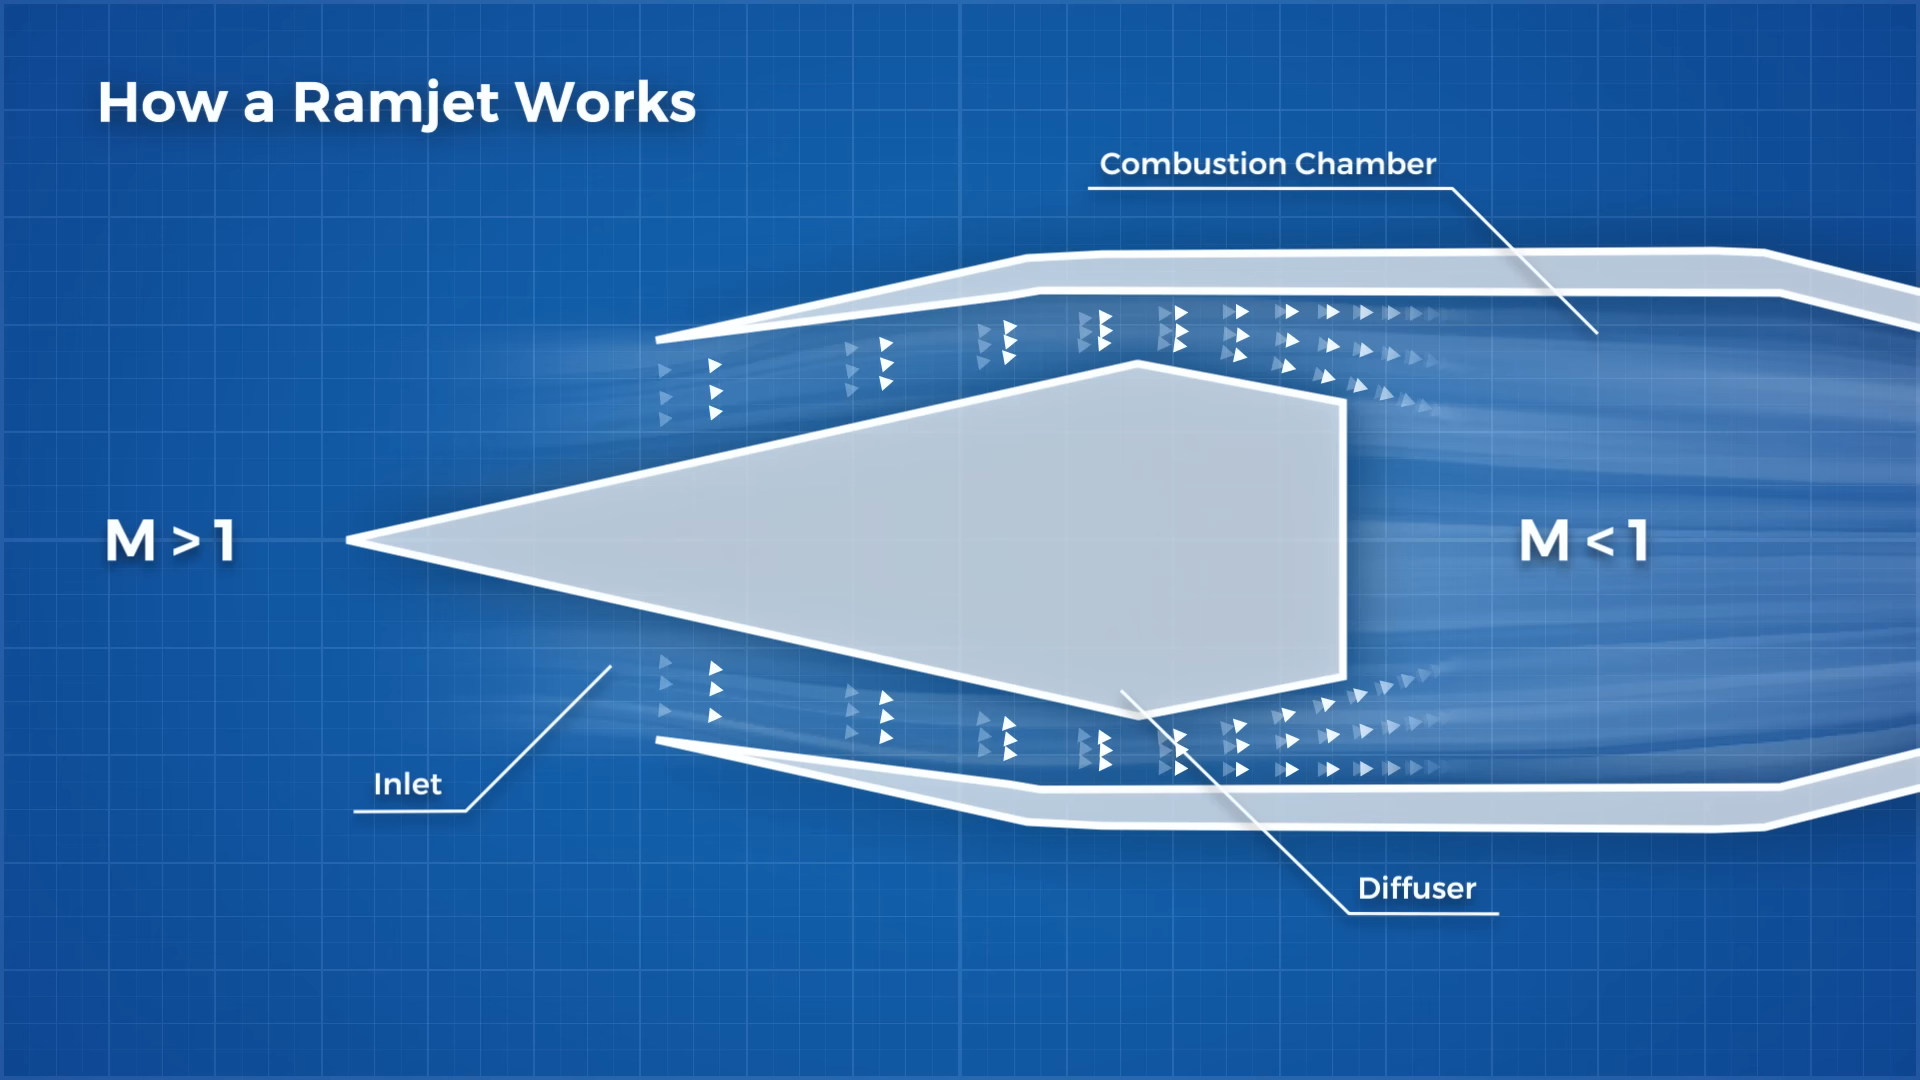 How a Ramjet Works
Combustion Chamber
M > 1
M < 1
Inlet
Diffuser